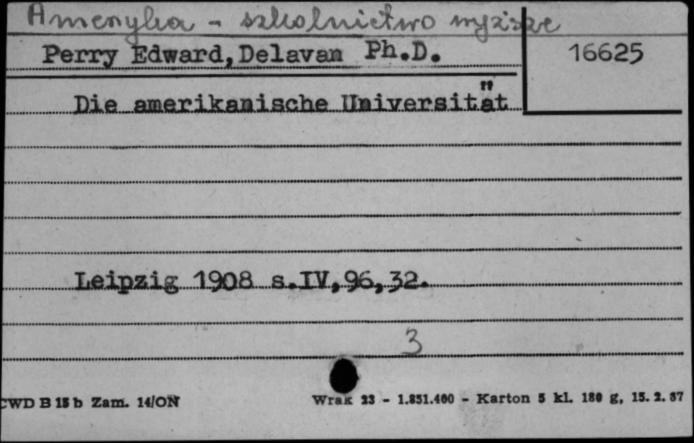 Ameryka - szkolnictwo wyższe
Perry Edward, Delavan Ph.D.
16625
Die amerikanische Universität
Leipzig 1908 s.IV,96,32.
3
CWD B 15 b Zam. 14/ON
Wrak 23 - 1.851.400 - Karton 5 kl. 180 g, 15.2.57